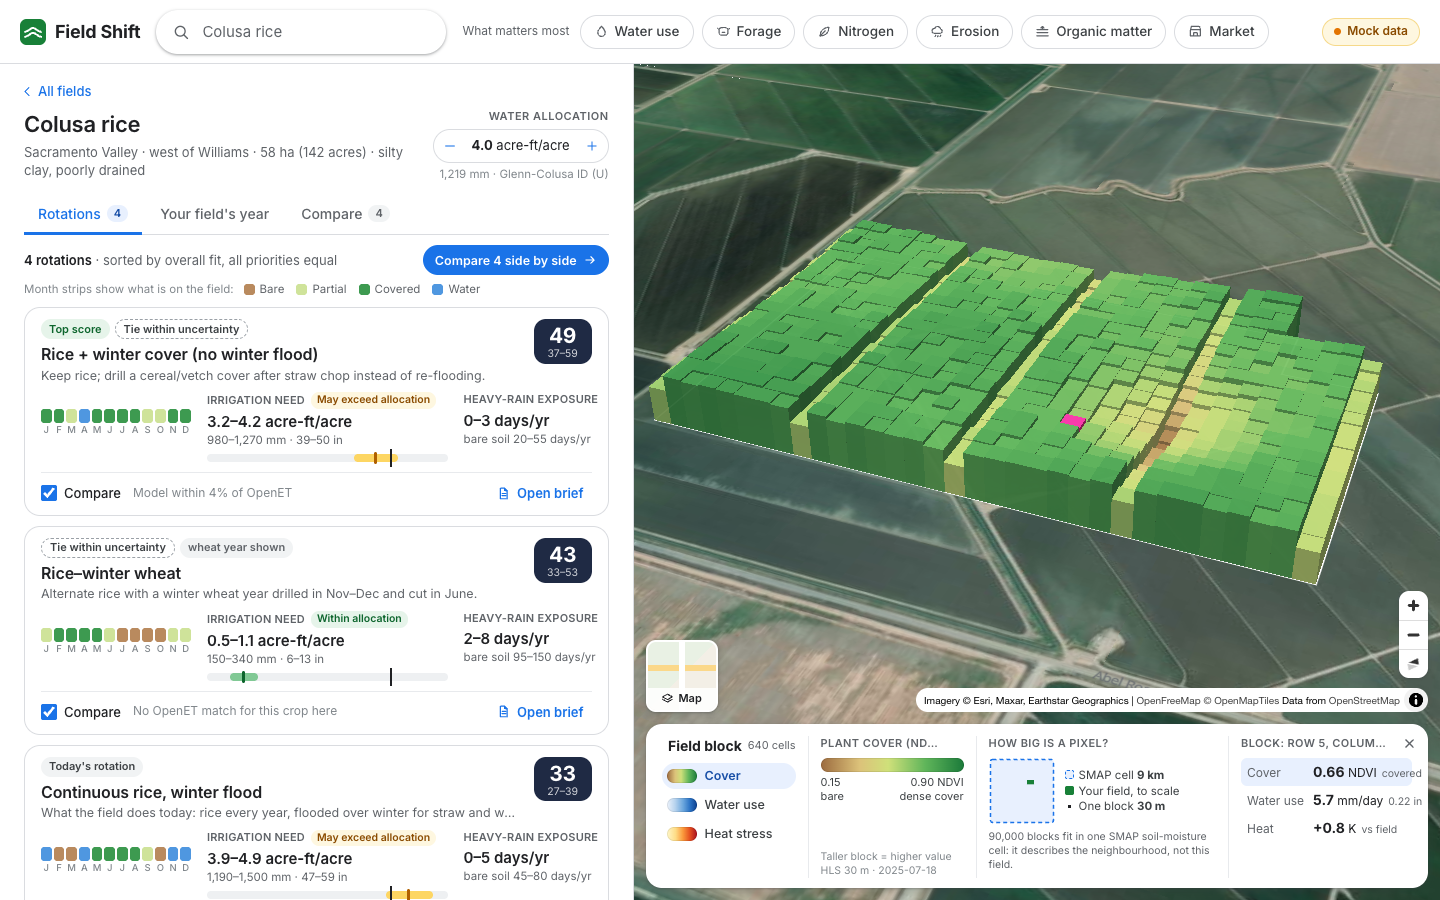 Field Shift
Colusa rice
What matters most
Water use
Forage
Nitrogen
Erosion
Organic matter
Market
Mock data
All fields
Colusa rice
Sacramento Valley · west of Williams · 58 ha (142 acres) · silty
clay, poorly drained
WATER ALLOCATION
− 4.0 acre-ft/acre +
1,219 mm · Glenn-Colusa ID (U)
Rotations 4
Your field's year
Compare 4
4 rotations · sorted by overall fit, all priorities equal
Compare 4 side by side →
Month strips show what is on the field: Bare Partial Covered Water
Top score
Tie within uncertainty
49
37–59
Rice + winter cover (no winter flood)
Keep rice; drill a cereal/vetch cover after straw chop instead of re-flooding.
J F M A M J J A S O N D
IRRIGATION NEED May exceed allocation
3.2–4.2 acre-ft/acre
980–1,270 mm · 39–50 in
HEAVY-RAIN EXPOSURE
0–3 days/yr
bare soil 20–55 days/yr
Compare Model within 4% of OpenET
Open brief
Tie within uncertainty
wheat year shown
43
33–53
Rice–winter wheat
Alternate rice with a winter wheat year drilled in Nov–Dec and cut in June.
J F M A M J J A S O N D
IRRIGATION NEED Within allocation
0.5–1.1 acre-ft/acre
150–340 mm · 6–13 in
HEAVY-RAIN EXPOSURE
2–8 days/yr
bare soil 95–150 days/yr
Compare No OpenET match for this crop here
Open brief
Today's rotation
33
27–39
Continuous rice, winter flood
What the field does today: rice every year, flooded over winter for straw and w...
J F M A M J J A S O N D
IRRIGATION NEED May exceed allocation
3.9–4.9 acre-ft/acre
1,190–1,500 mm · 47–59 in
HEAVY-RAIN EXPOSURE
0–5 days/yr
bare soil 45–80 days/yr
Map
+
−
Imagery © Esri, Maxar, Earthstar Geographics | OpenFreeMap © OpenMapTiles Data from OpenStreetMap
Field block 640 cells
Cover
Water use
Heat stress
PLANT COVER (ND...
0.15 0.90 NDVI
bare dense cover
Taller block = higher value
HLS 30 m · 2025-07-18
HOW BIG IS A PIXEL?
SMAP cell 9 km
Your field, to scale
One block 30 m
90,000 blocks fit in one SMAP soil-moisture
cell: it describes the neighbourhood, not this
field.
BLOCK: ROW 5, COLUM...
Cover 0.66 NDVI covered
Water use 5.7 mm/day 0.22 in
Heat +0.8 K vs field